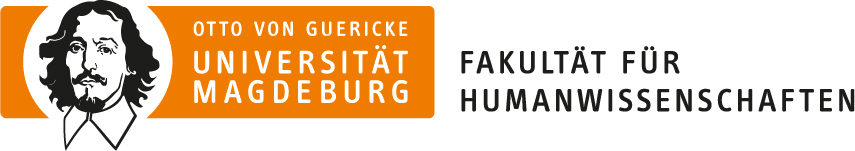 OTTO VON GUERICKE
UNIVERSITÄT
MAGDEBURG
FAKULTÄT FÜR
HUMANWISSENSCHAFTEN